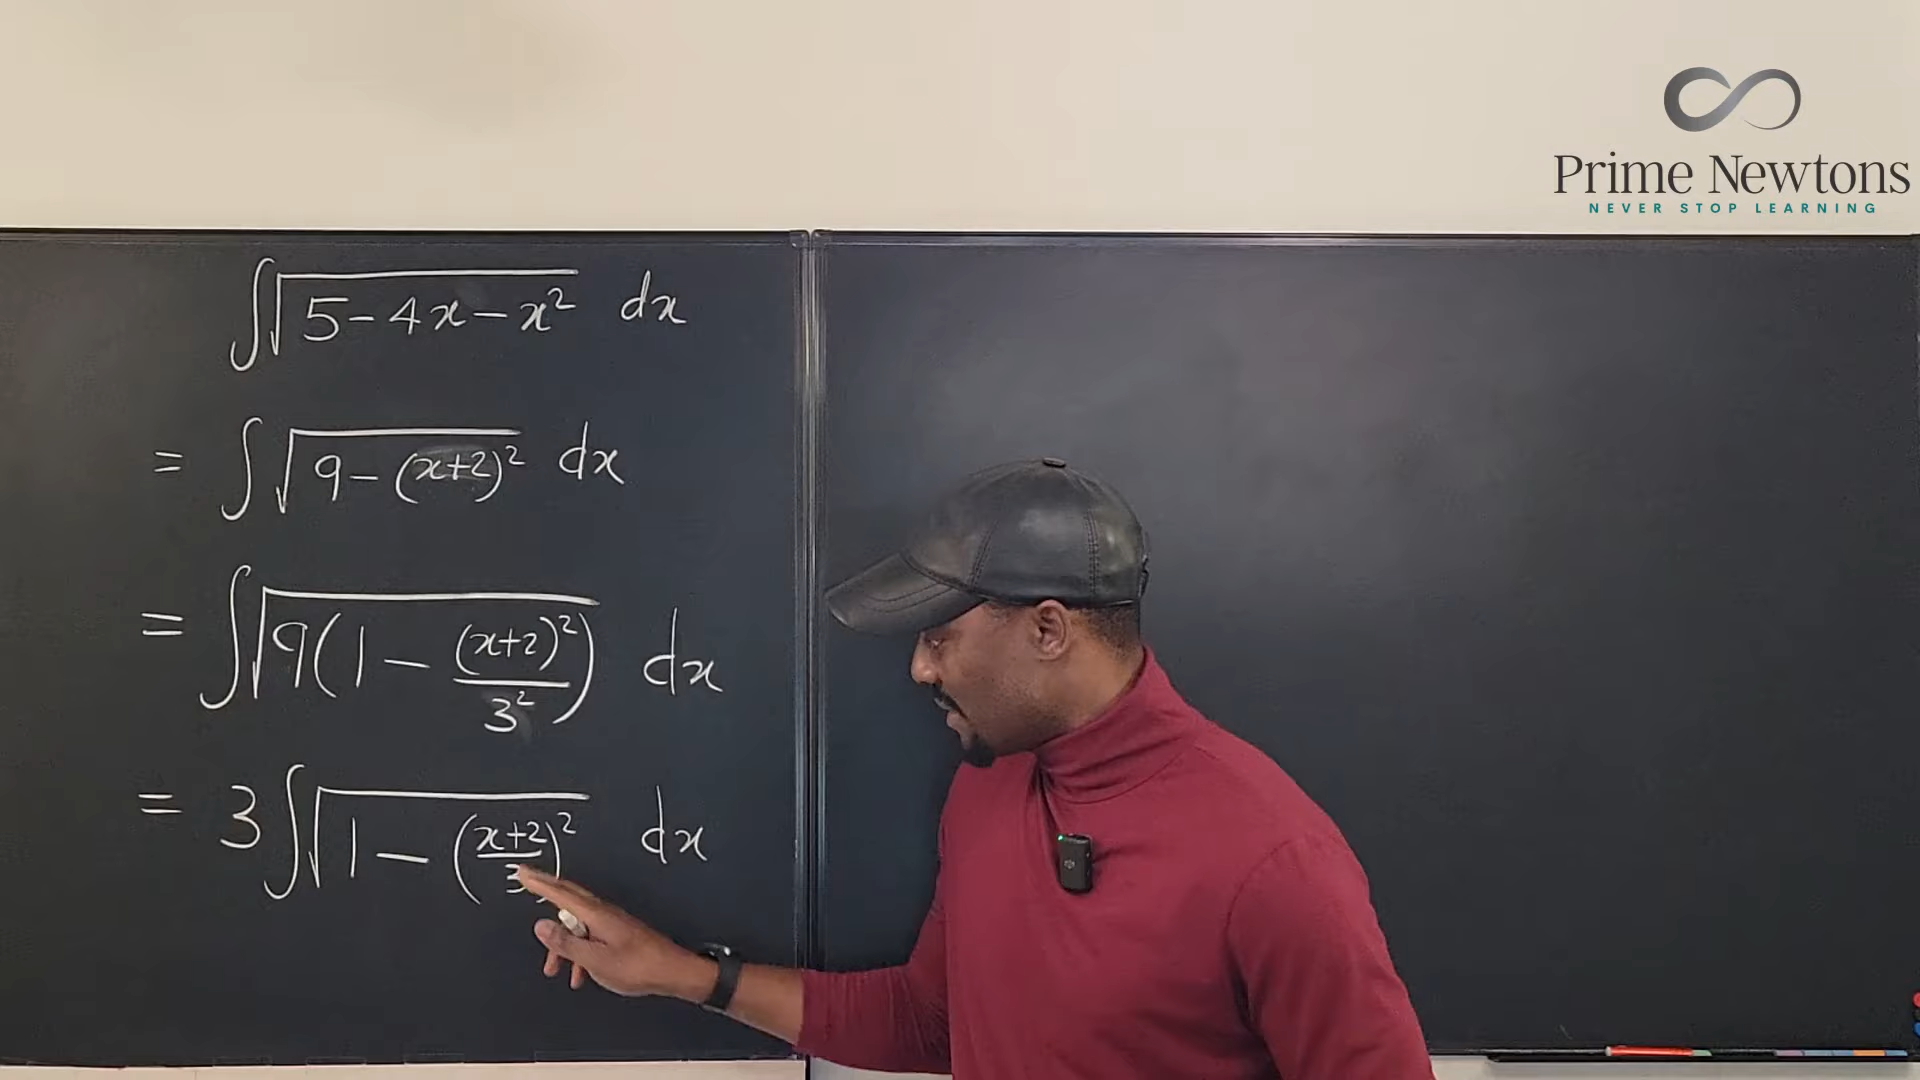 Prime Newtons
NEVER STOP LEARNING
∫√(5-4x-x²) dx
= ∫√(9-(x+2)²) dx
= ∫√(9(1-(x+2)²/3²)) dx
= 3∫√(1-((x+2)/3)²) dx